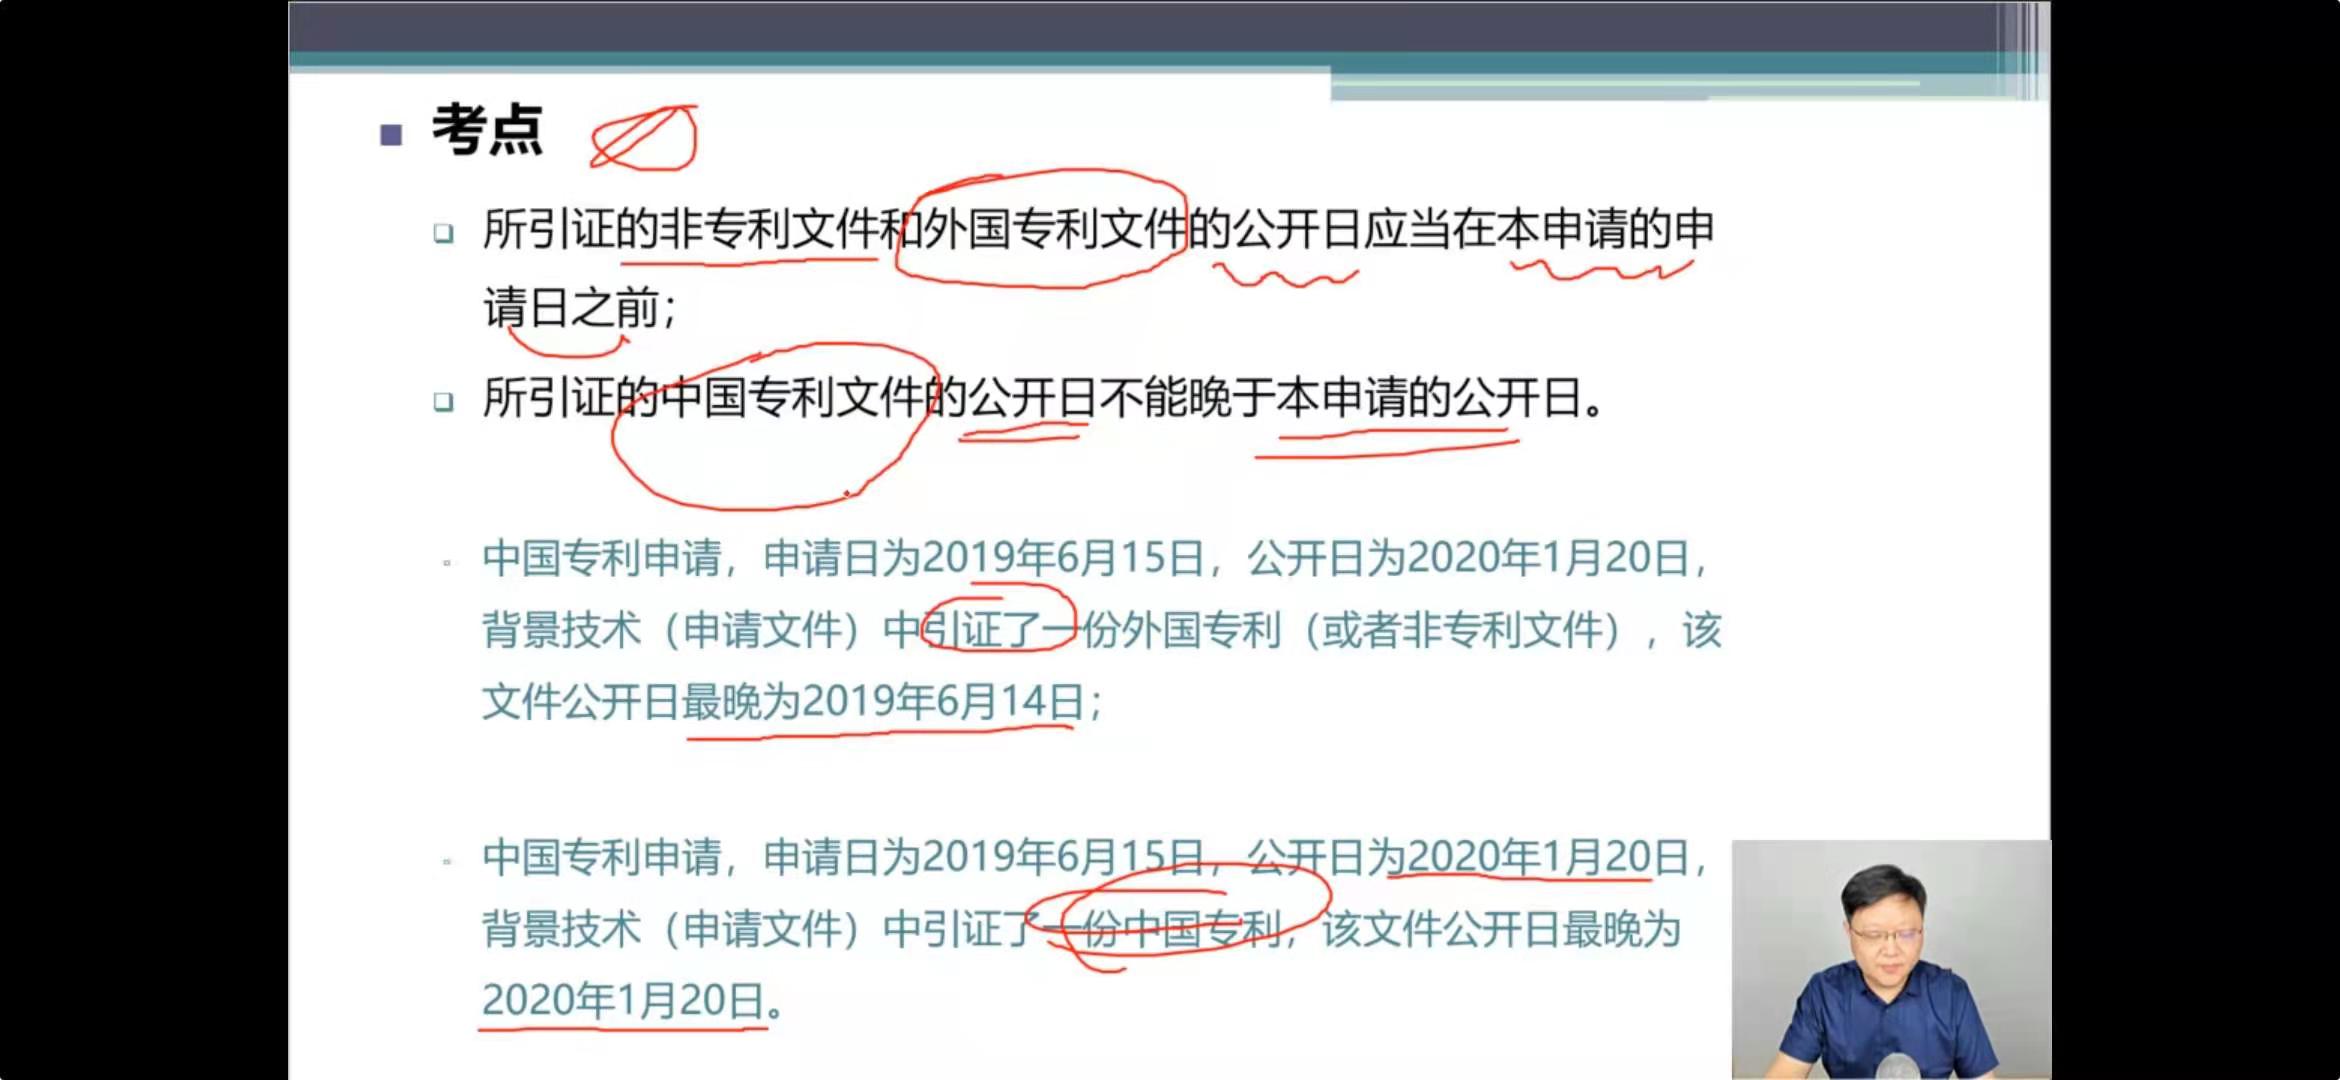 考点
所引证的非专利文件和外国专利文件的公开日应当在本申请的申
请日之前；
所引证的中国专利文件的公开日不能晚于本申请的公开日。
中国专利申请，申请日为2019年6月15日，公开日为2020年1月20日，
背景技术（申请文件）中引证了一份外国专利（或者非专利文件），该
文件公开日最晚为2019年6月14日；
中国专利申请，申请日为2019年6月15日，公开日为2020年1月20日，
背景技术（申请文件）中引证了一份中国专利，该文件公开日最晚为
2020年1月20日。